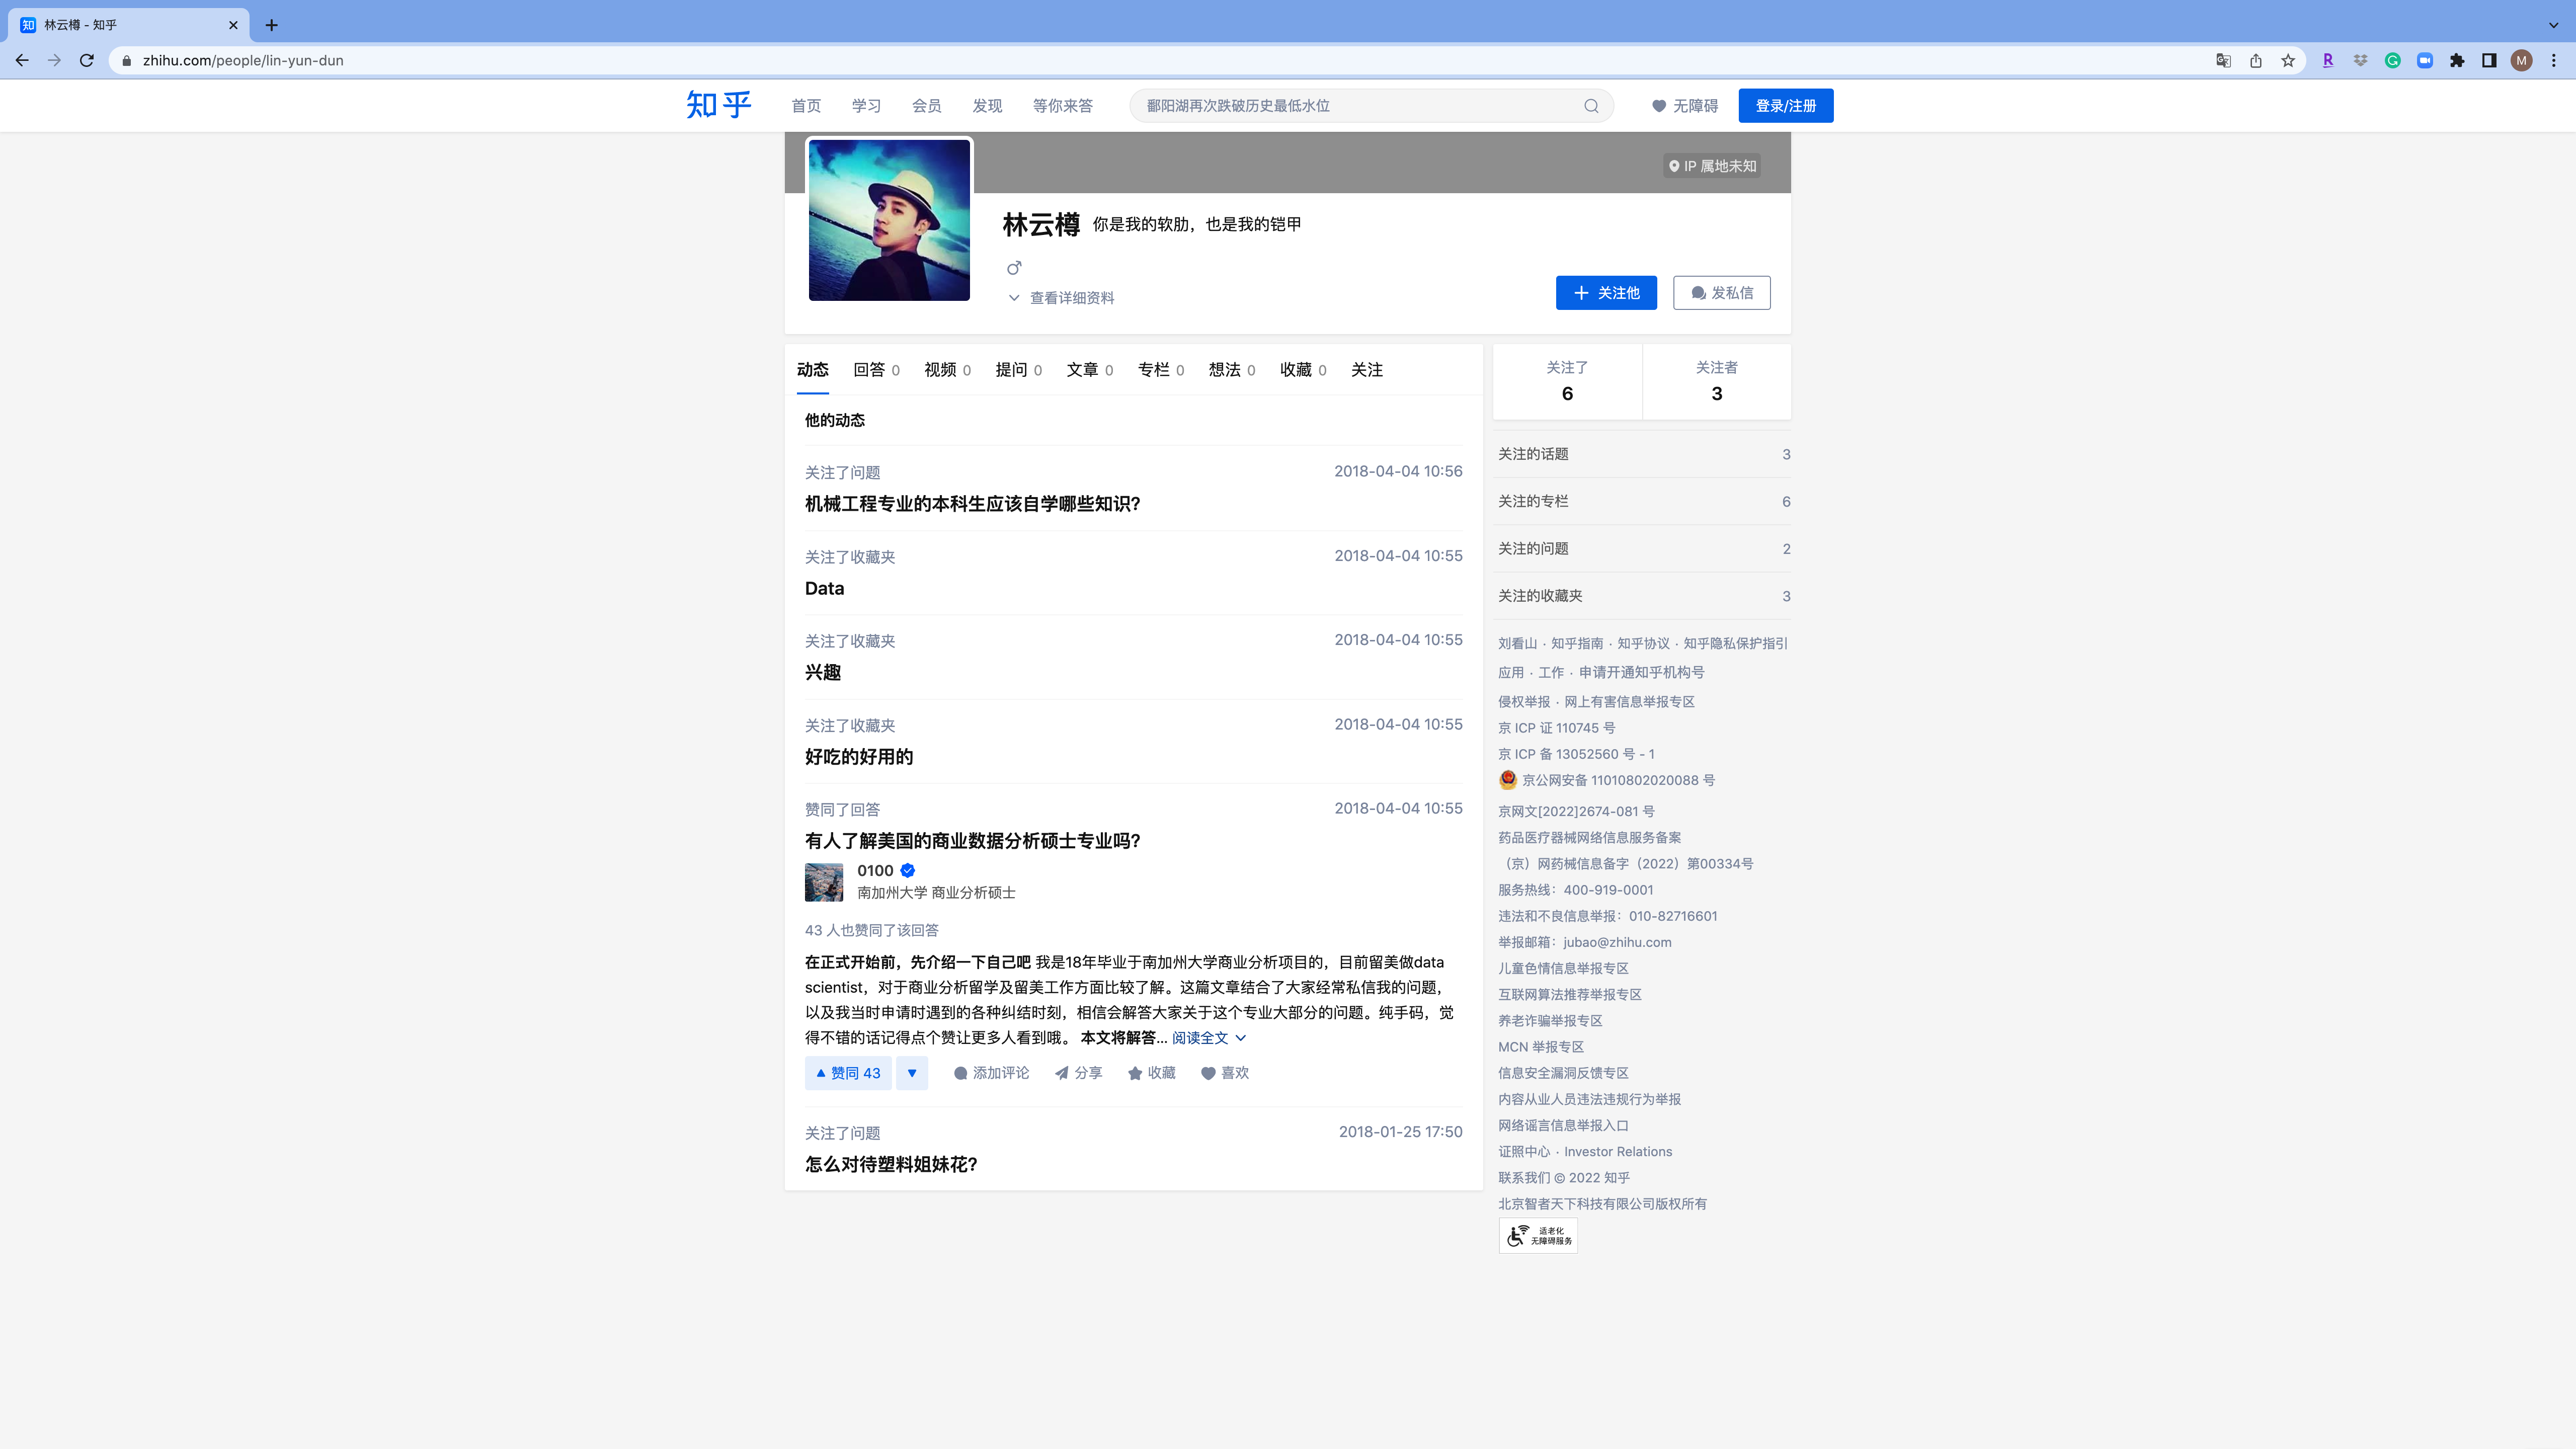 知 林云樽 - 知乎
zhihu.com/people/lin-yun-dun
R
M
知乎 首页 学习 会员 发现 等你来答 鄱阳湖再次跌破历史最低水位 无障碍 登录/注册
IP 属地未知
林云樽 你是我的软肋，也是我的铠甲
查看详细资料
关注他 发私信
动态 回答 0 视频 0 提问 0 文章 0 专栏 0 想法 0 收藏 0 关注
他的动态
关注了问题 2018-04-04 10:56
机械工程专业的本科生应该自学哪些知识?
关注了收藏夹 2018-04-04 10:55
Data
关注了收藏夹 2018-04-04 10:55
兴趣
关注了收藏夹 2018-04-04 10:55
好吃的好用的
赞同了回答 2018-04-04 10:55
有人了解美国的商业数据分析硕士专业吗?
0100
南加州大学 商业分析硕士
43 人也赞同了该回答
在正式开始前，先介绍一下自己吧 我是18年毕业于南加州大学商业分析项目的，目前留美做data
scientist，对于商业分析留学及留美工作方面比较了解。这篇文章结合了大家经常私信我的问题，
以及我当时申请时遇到的各种纠结时刻，相信会解答大家关于这个专业大部分的问题。纯手码，觉
得不错的话记得点个赞让更多人看到哦。 本文将解答... 阅读全文
赞同 43 添加评论 分享 收藏 喜欢
关注了问题 2018-01-25 17:50
怎么对待塑料姐妹花?
关注了 关注者
6 3
关注的话题 3
关注的专栏 6
关注的问题 2
关注的收藏夹 3
刘看山 · 知乎指南 · 知乎协议 · 知乎隐私保护指引
应用 · 工作 · 申请开通知乎机构号
侵权举报 · 网上有害信息举报专区
京 ICP 证 110745 号
京 ICP 备 13052560 号 - 1
京公网安备 11010802020088 号
京网文[2022]2674-081 号
药品医疗器械网络信息服务备案
（京）网药械信息备字（2022）第00334号
服务热线：400-919-0001
违法和不良信息举报：010-82716601
举报邮箱：jubao@zhihu.com
儿童色情信息举报专区
互联网算法推荐举报专区
养老诈骗举报专区
MCN 举报专区
信息安全漏洞反馈专区
内容从业人员违法违规行为举报
网络谣言信息举报入口
证照中心 · Investor Relations
联系我们 © 2022 知乎
北京智者天下科技有限公司版权所有
适老化
无障碍服务